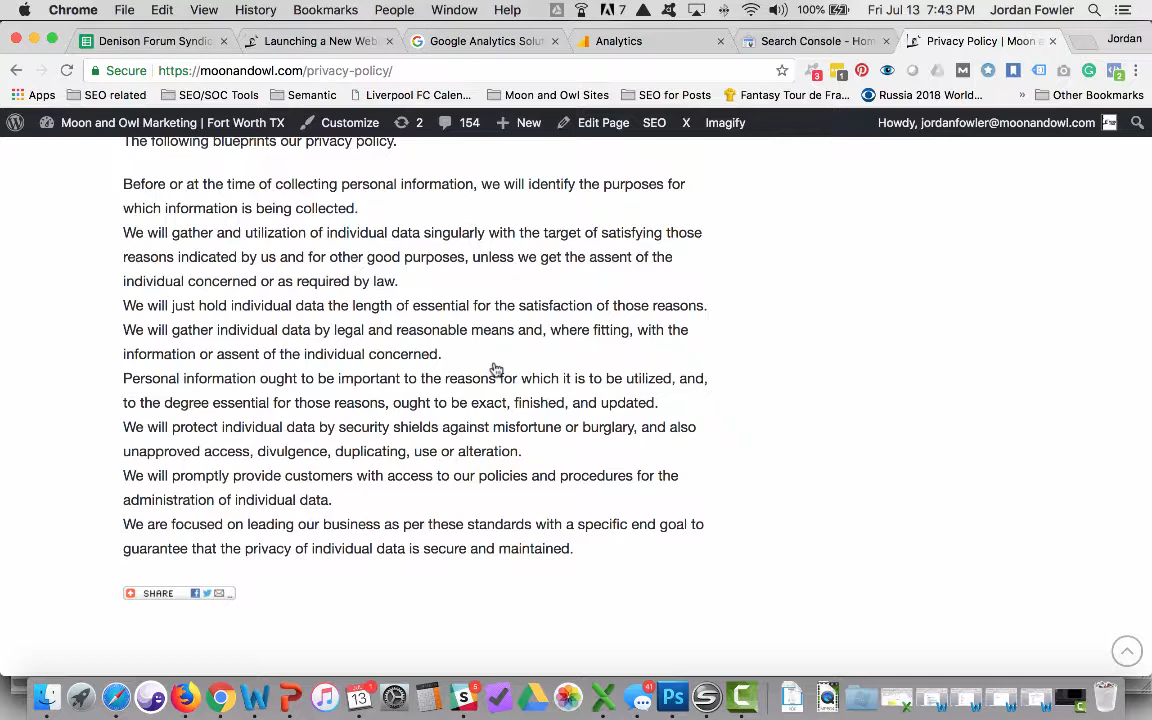 Chrome File Edit View History Bookmarks People Window Help 7 100% Fri Jul 13 7:43 PM Jordan Fowler
Denison Forum Syndic Launching a New Web Google Analytics Solut Analytics Search Console - Hom Privacy Policy | Moon a Jordan
Secure https://moonandowl.com/privacy-policy/ 3 1 2
Apps SEO related SEO/SOC Tools Semantic Liverpool FC Calen... Moon and Owl Sites SEO for Posts Fantasy Tour de Fra... Russia 2018 World... » Other Bookmarks
Moon and Owl Marketing | Fort Worth TX Customize 2 154 New Edit Page SEO X Imagify Howdy, jordanfowler@moonandowl.com
The following blueprints our privacy policy.
Before or at the time of collecting personal information, we will identify the purposes for
which information is being collected.
We will gather and utilization of individual data singularly with the target of satisfying those
reasons indicated by us and for other good purposes, unless we get the assent of the
individual concerned or as required by law.
We will just hold individual data the length of essential for the satisfaction of those reasons.
We will gather individual data by legal and reasonable means and, where fitting, with the
information or assent of the individual concerned.
Personal information ought to be important to the reasons for which it is to be utilized, and,
to the degree essential for those reasons, ought to be exact, finished, and updated.
We will protect individual data by security shields against misfortune or burglary, and also
unapproved access, divulgence, duplicating, use or alteration.
We will promptly provide customers with access to our policies and procedures for the
administration of individual data.
We are focused on leading our business as per these standards with a specific end goal to
guarantee that the privacy of individual data is secure and maintained.
SHARE